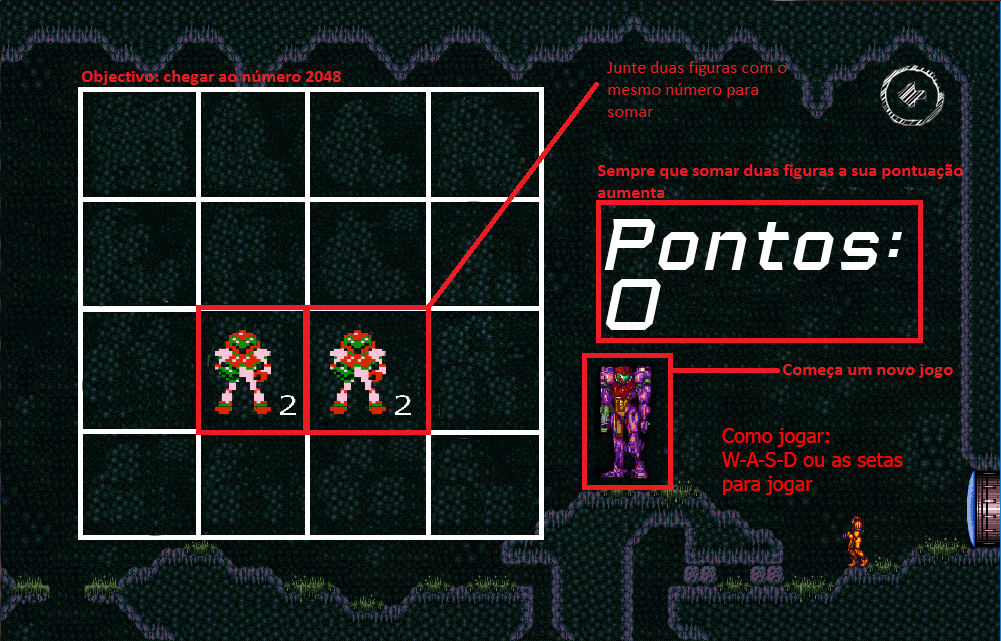 Objectivo: chegar ao número 2048
Junte duas figuras com o
mesmo número para
somar
Sempre que somar duas figuras a sua pontuação
aumenta
Pontos:
0
2
2
Começa um novo jogo
Como jogar:
W-A-S-D ou as setas
para jogar